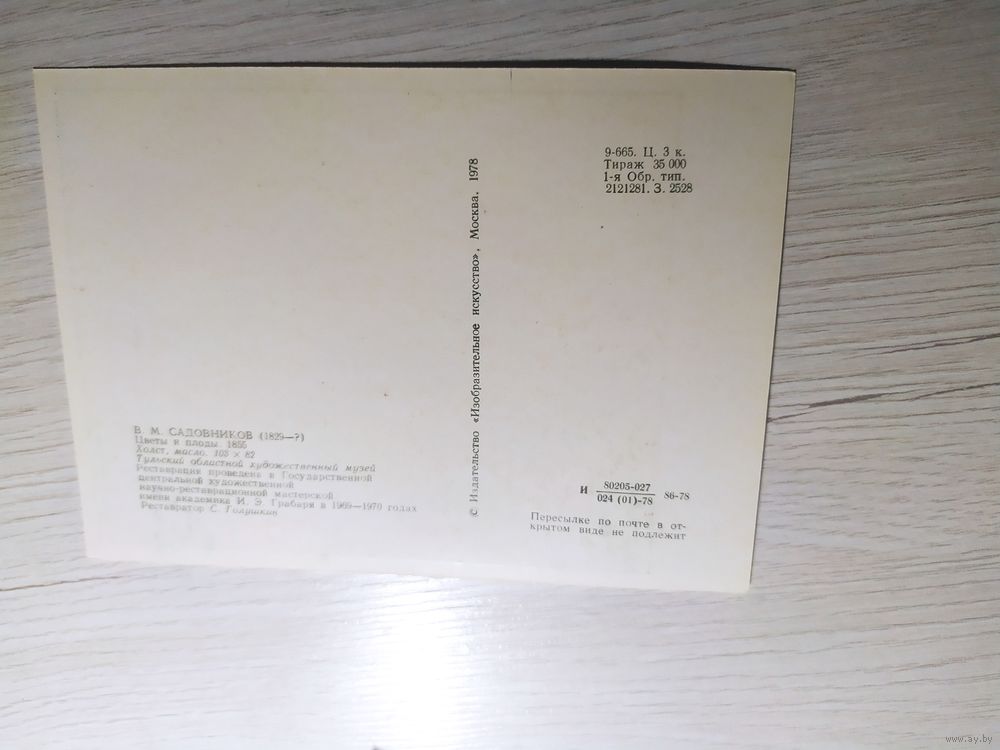 В. М. САДОВНИКОВ (1829—?)
Цветы и плоды. 1855
Холст, масло. 103 × 82
Тульский областной художественный музей
Реставрация проведена в Государственной
центральной художественной
научно-реставрационной мастерской
имени академика И. Э. Грабаря в 1969—1970 годах
Реставратор С. Голушкин
© Издательство «Изобразительное искусство», Москва. 1978
9-665. Ц. 3 к.
Тираж 35 000
1-я Обр. тип.
2121281. З. 2528
И 80205-027
024 (01)-78 86-78
Пересылке по почте в от-
крытом виде не подлежит
www.ay.by